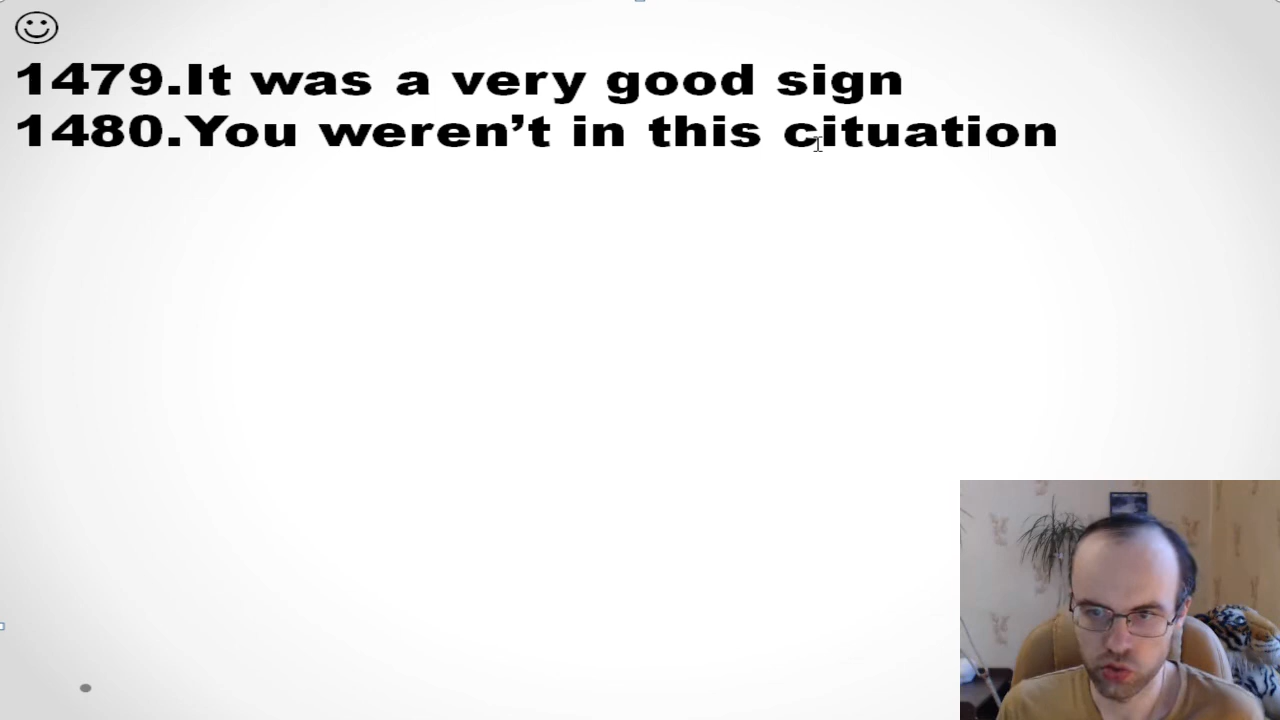 1479.It was a very good sign
1480.You weren’t in this cituation